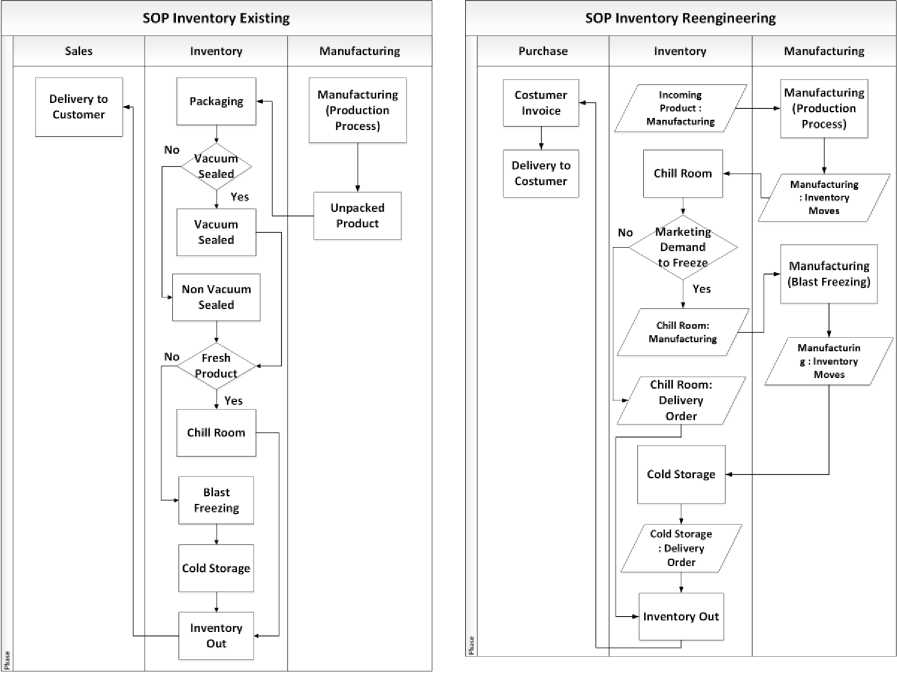 SOP Inventory Existing
Sales
Inventory
Manufacturing
Delivery to
Customer
Packaging
Manufacturing
(Production
Process)
No
Vacuum
Sealed
Yes
Vacuum
Sealed
Unpacked
Product
Non Vacuum
Sealed
No
Fresh
Product
Yes
Chill Room
Blast
Freezing
Cold Storage
Inventory
Out
Phase
SOP Inventory Reengineering
Purchase
Inventory
Manufacturing
Costumer
Invoice
Incoming
Product :
Manufacturing
Manufacturing
(Production
Process)
Delivery to
Costumer
Chill Room
Manufacturing
: Inventory
Moves
No
Marketing
Demand
to Freeze
Yes
Manufacturing
(Blast Freezing)
Chill Room:
Manufacturing
Manufacturin
g : Inventory
Moves
Chill Room:
Delivery
Order
Cold Storage
Cold Storage
: Delivery
Order
Inventory Out
Phase